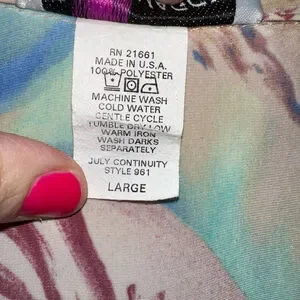 RN 21661
MADE IN U.S.A.
100% POLYESTER
MACHINE WASH
COLD WATER
GENTLE CYCLE
TUMBLE DRY LOW
WARM IRON
WASH DARKS
SEPARATELY
JULY CONTINUITY
STYLE 961
LARGE